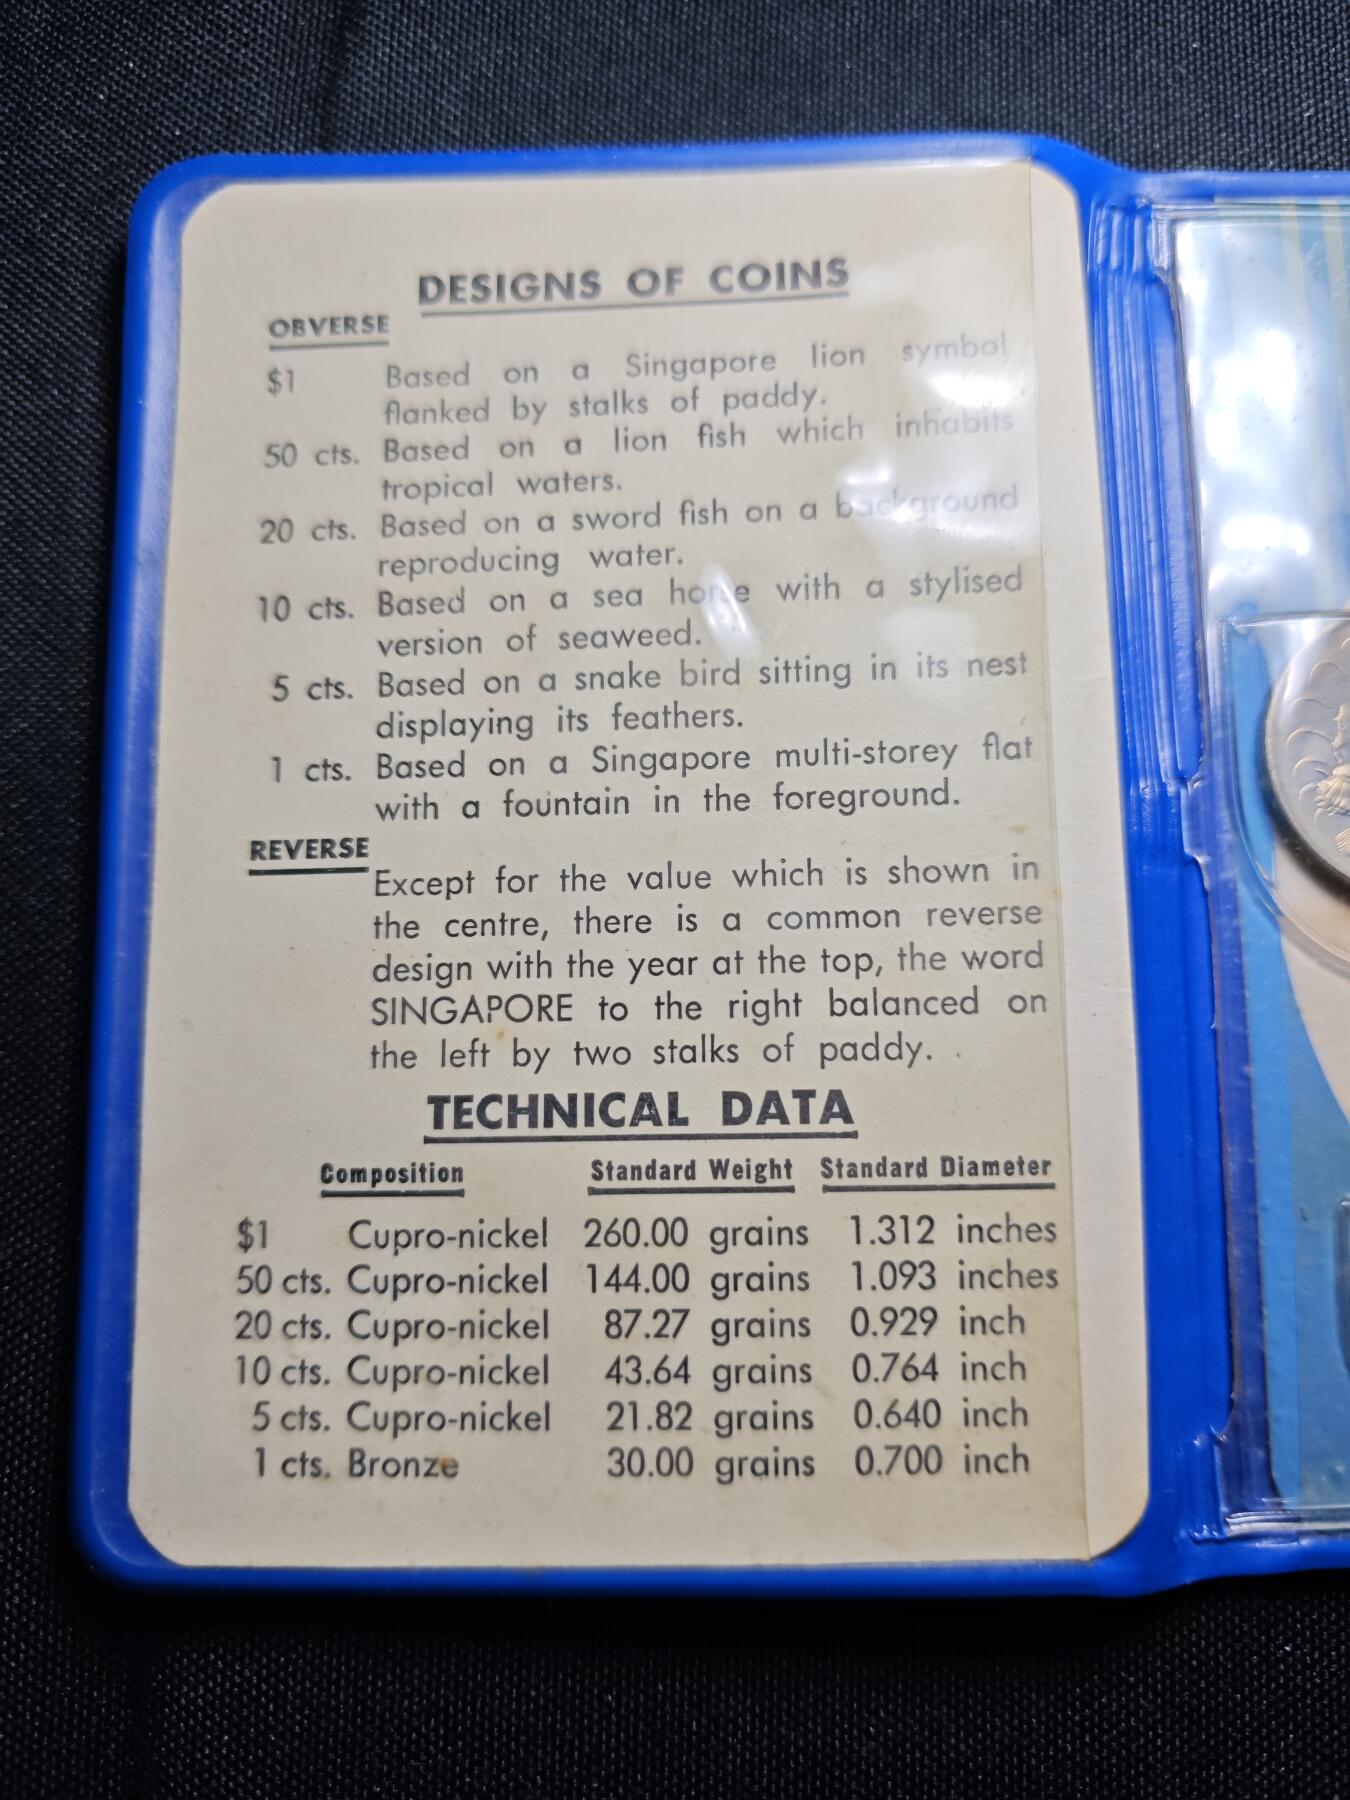 DESIGNS OF COINS
OBVERSE
$1 Based on a Singapore lion symbol
flanked by stalks of paddy.
50 cts. Based on a lion fish which inhabits
tropical waters.
20 cts. Based on a sword fish on a background
reproducing water.
10 cts. Based on a sea horse with a stylised
version of seaweed.
5 cts. Based on a snake bird sitting in its nest
displaying its feathers.
1 cts. Based on a Singapore multi-storey flat
with a fountain in the foreground.
REVERSE
Except for the value which is shown in
the centre, there is a common reverse
design with the year at the top, the word
SINGAPORE to the right balanced on
the left by two stalks of paddy.
TECHNICAL DATA
Composition Standard Weight Standard Diameter
$1 Cupro-nickel 260.00 grains 1.312 inches
50 cts. Cupro-nickel 144.00 grains 1.093 inches
20 cts. Cupro-nickel 87.27 grains 0.929 inch
10 cts. Cupro-nickel 43.64 grains 0.764 inch
5 cts. Cupro-nickel 21.82 grains 0.640 inch
1 cts. Bronze 30.00 grains 0.700 inch